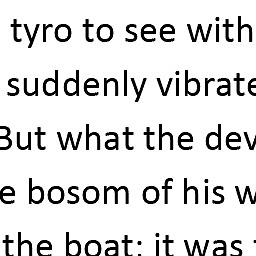 tyro to see with
suddenly vibrate
But what the dev
e bosom of his w
the boat; it was